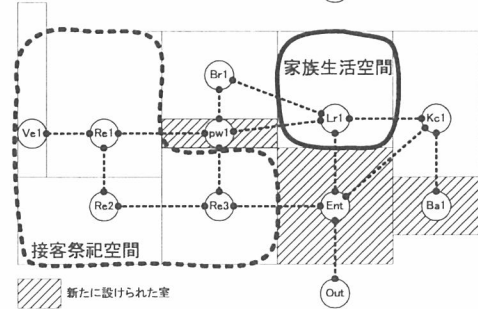 Br1
家族生活空間
Ve1
Re1
pw1
Lr1
Kc1
Re2
Re3
Ent
Ba1
接客祭祀空間
新たに設けられた室
Out